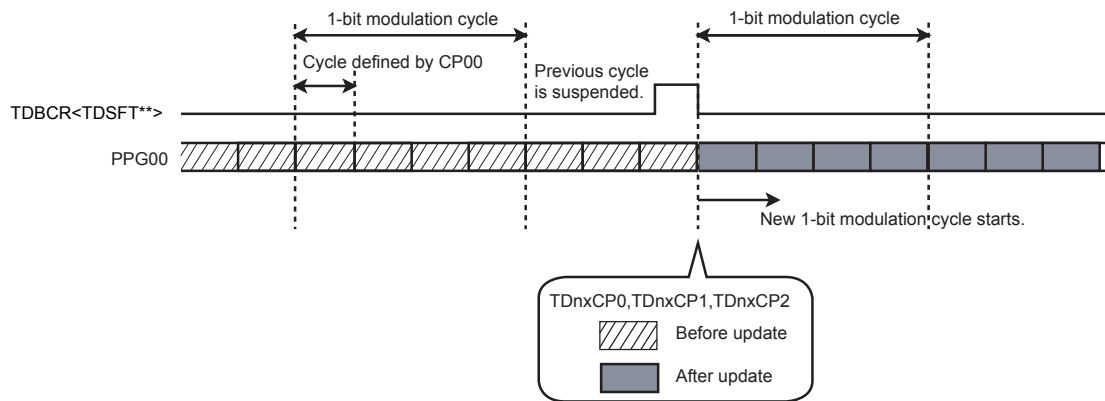 1-bit modulation cycle
1-bit modulation cycle
Cycle defined by CP00
Previous cycle
is suspended.
TDBCR<TDSFT**>
PPG00
New 1-bit modulation cycle starts.
TDnxCP0,TDnxCP1,TDnxCP2
Before update
After update